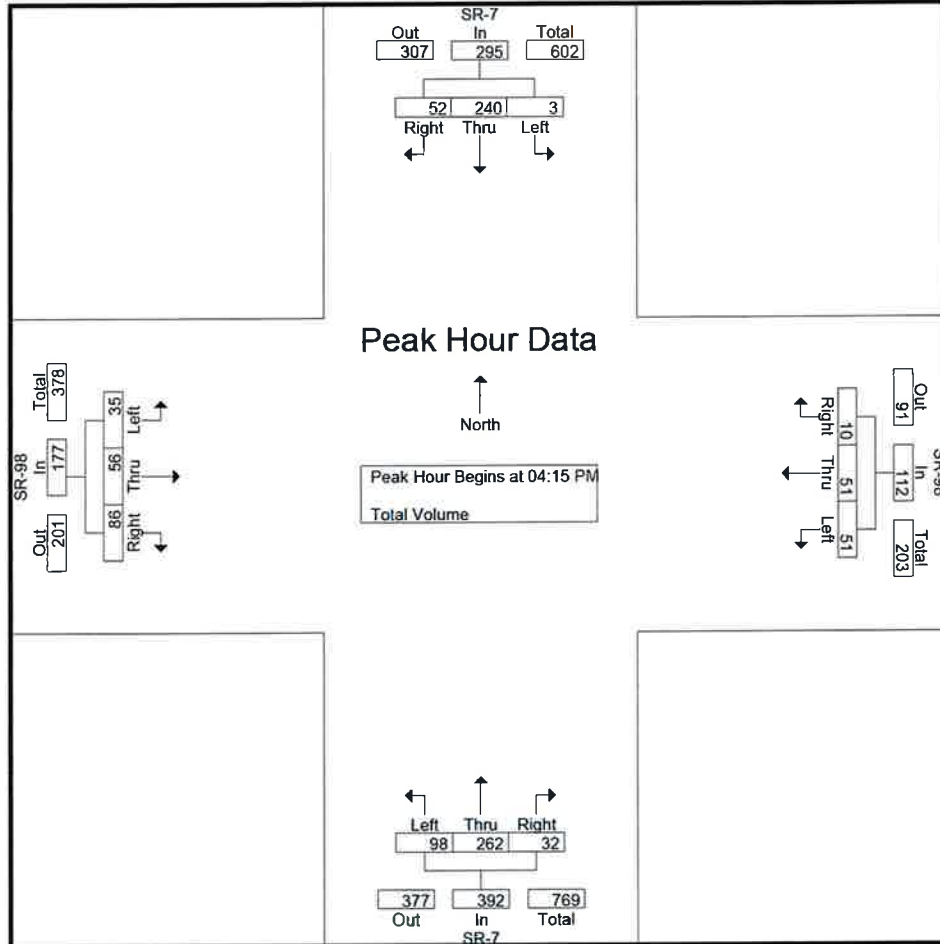 SR-7
Out In Total
307 295 602
52 240 3
Right Thru Left
Peak Hour Data
North
Peak Hour Begins at 04:15 PM
Total Volume
SR-98
Total In Out
378 177 201
35 56 86
Left Thru Right
SR-98
Out In Total
91 112 203
10 51 51
Right Thru Left
Left Thru Right
98 262 32
377 392 769
Out In Total
SR-7